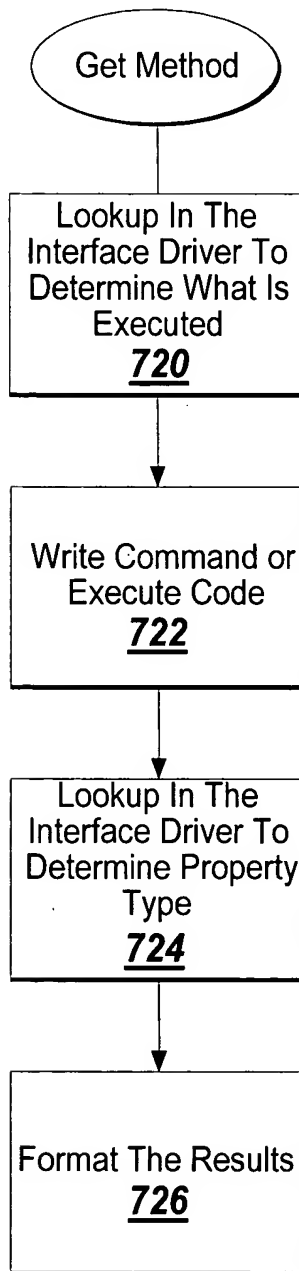 Get Method
Lookup In The
Interface Driver To
Determine What Is
Executed
720
Write Command or
Execute Code
722
Lookup In The
Interface Driver To
Determine Property
Type
724
Format The Results
726